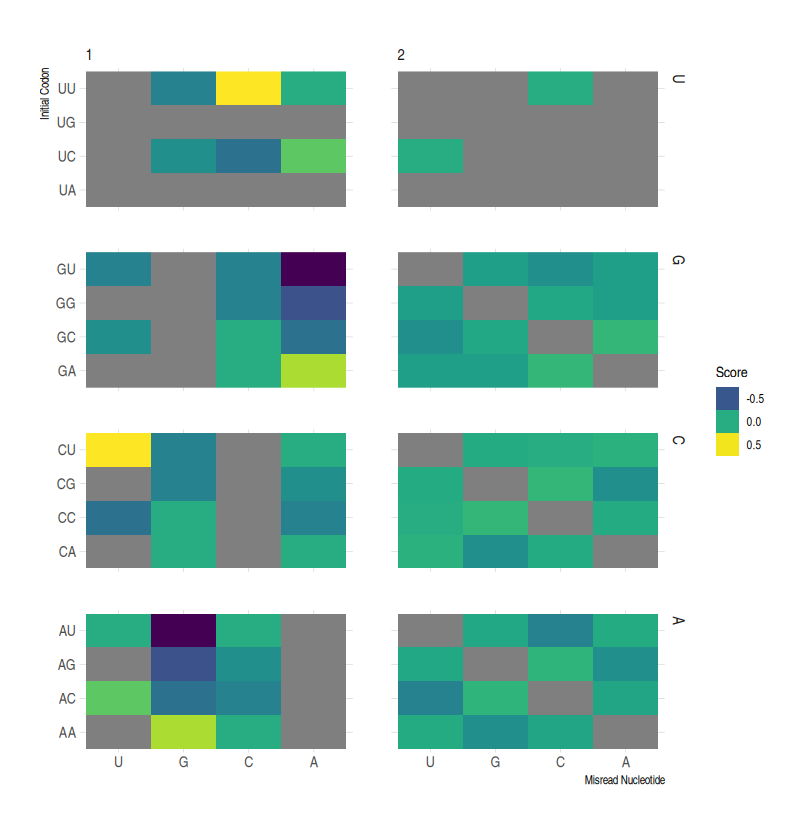 1 2
Initial Codon
UU
UG
UC
UA
U
GU
GG
GC
GA
G
CU
CG
CC
CA
C
AU
AG
AC
AA
A
U G C A U G C A
Misread Nucleotide
Score
-0.5
0.0
0.5